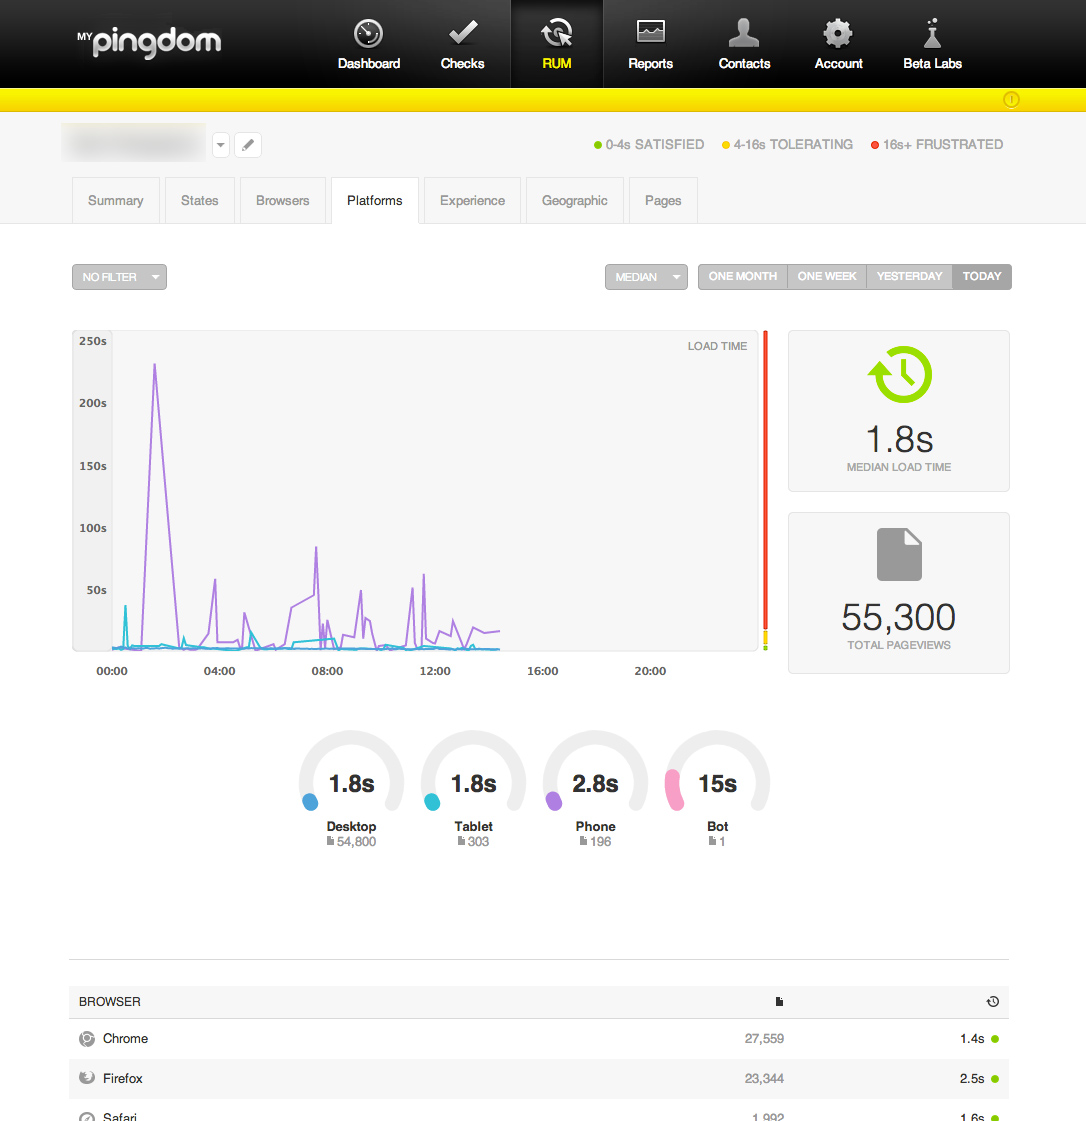 MY pingdom
Dashboard Checks RUM Reports Contacts Account Beta Labs
0-4s SATISFIED 4-16s TOLERATING 16s+ FRUSTRATED
Summary States Browsers Platforms Experience Geographic Pages
NO FILTER MEDIAN ONE MONTH ONE WEEK YESTERDAY TODAY
LOAD TIME
250s
200s
150s
100s
50s
00:00 04:00 08:00 12:00 16:00 20:00
1.8s
MEDIAN LOAD TIME
55,300
TOTAL PAGEVIEWS
1.8s 1.8s 2.8s 15s
Desktop Tablet Phone Bot
54,800 303 196 1
BROWSER
Chrome 27,559 1.4s
Firefox 23,344 2.5s
Safari 1,992 1.6s